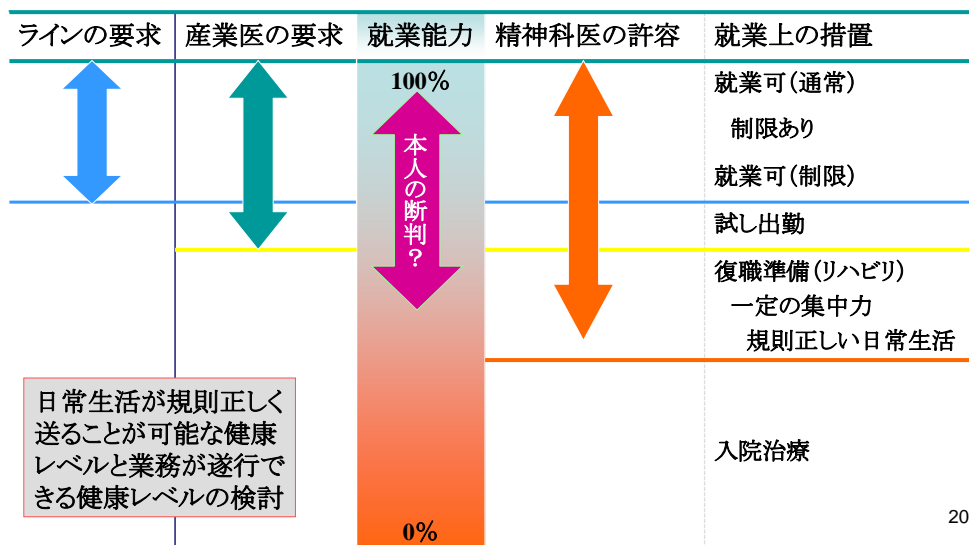 ラインの要求
産業医の要求
就業能力
精神科医の許容
就業上の措置
100%
本人の断判？
0%
就業可(通常)
制限あり
就業可(制限)
試し出勤
復職準備(リハビリ)
一定の集中力
規則正しい日常生活
入院治療
日常生活が規則正しく
送ることが可能な健康
レベルと業務が遂行で
きる健康レベルの検討
20